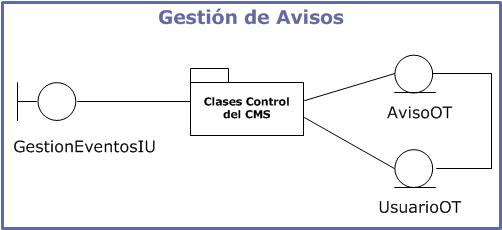 Gestión de Avisos
Clases Control
del CMS
AvisoOT
GestionEventosIU
UsuarioOT